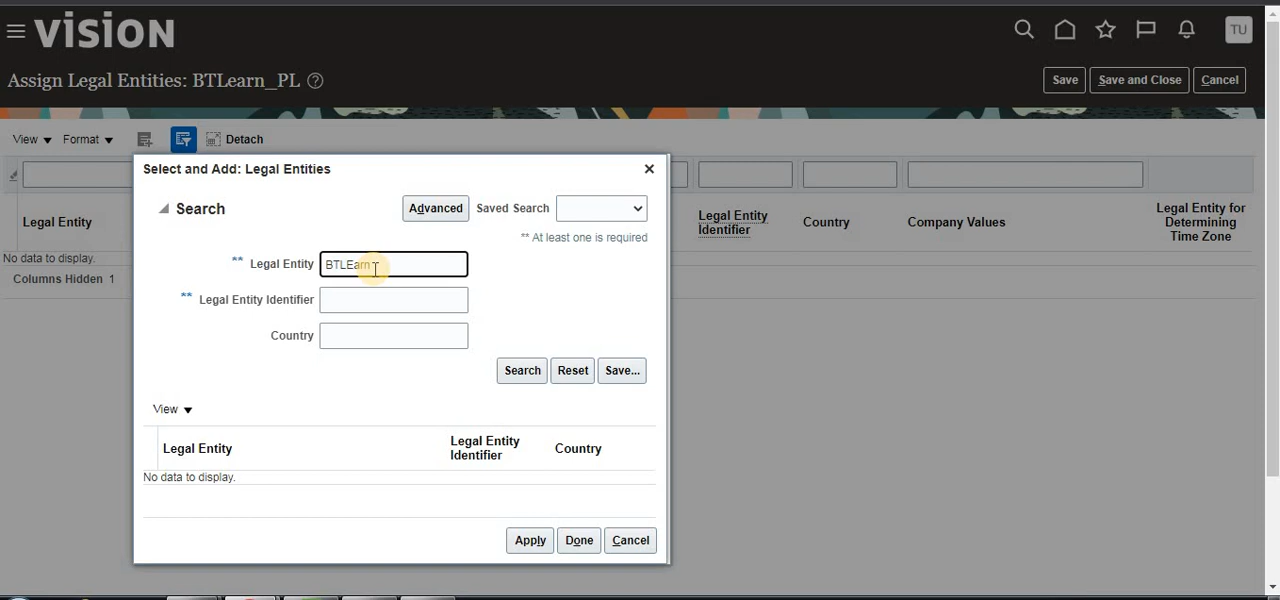 VISION
TU
Assign Legal Entities: BTLearn_PL ?
Save Save and Close Cancel
View Format Detach
Select and Add: Legal Entities
Search
Advanced Saved Search
** At least one is required
** Legal Entity BTLEarn
** Legal Entity Identifier
Country
Search Reset Save...
View
Legal Entity Legal Entity Identifier Country
No data to display.
Apply Done Cancel
Legal Entity Legal Entity Identifier Country Company Values Legal Entity for Determining Time Zone
No data to display.
Columns Hidden 1